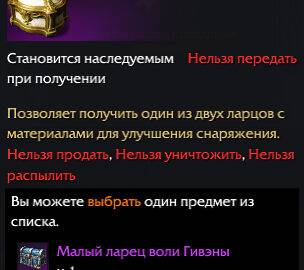 Становится наследуемым Нельзя передать
при получении
Позволяет получить один из двух ларцов с
материалами для улучшения снаряжения.
Нельзя продать, Нельзя уничтожить, Нельзя
распылить
Вы можете выбрать один предмет из
списка.
Малый ларец воли Гивэны